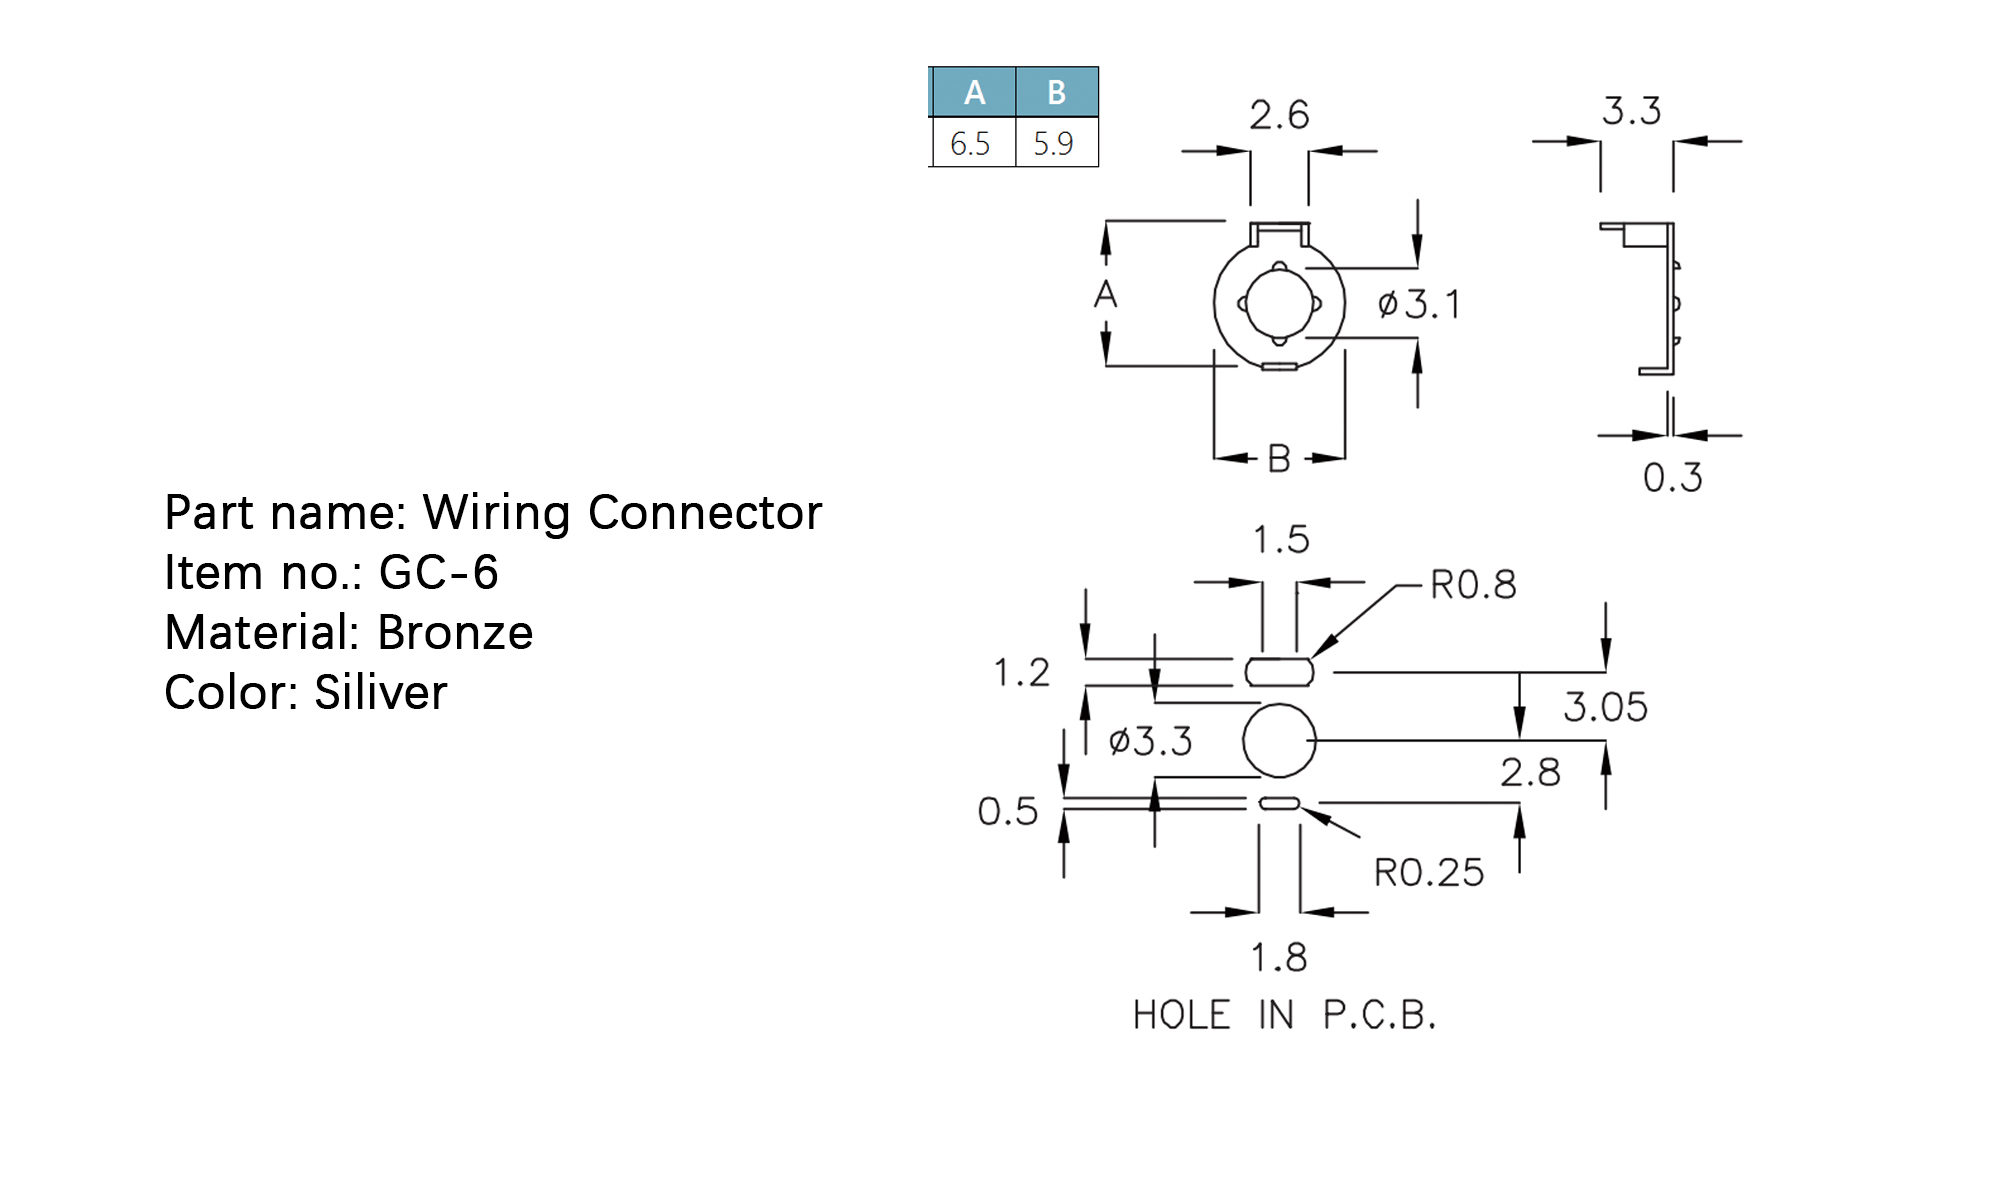 A B
6.5 5.9
2.6
3.3
A
ø3.1
B
0.3
Part name: Wiring Connector
Item no.: GC-6
Material: Bronze
Color: Siliver
1.5
R0.8
1.2
3.05
ø3.3
2.8
0.5
R0.25
1.8
HOLE IN P.C.B.